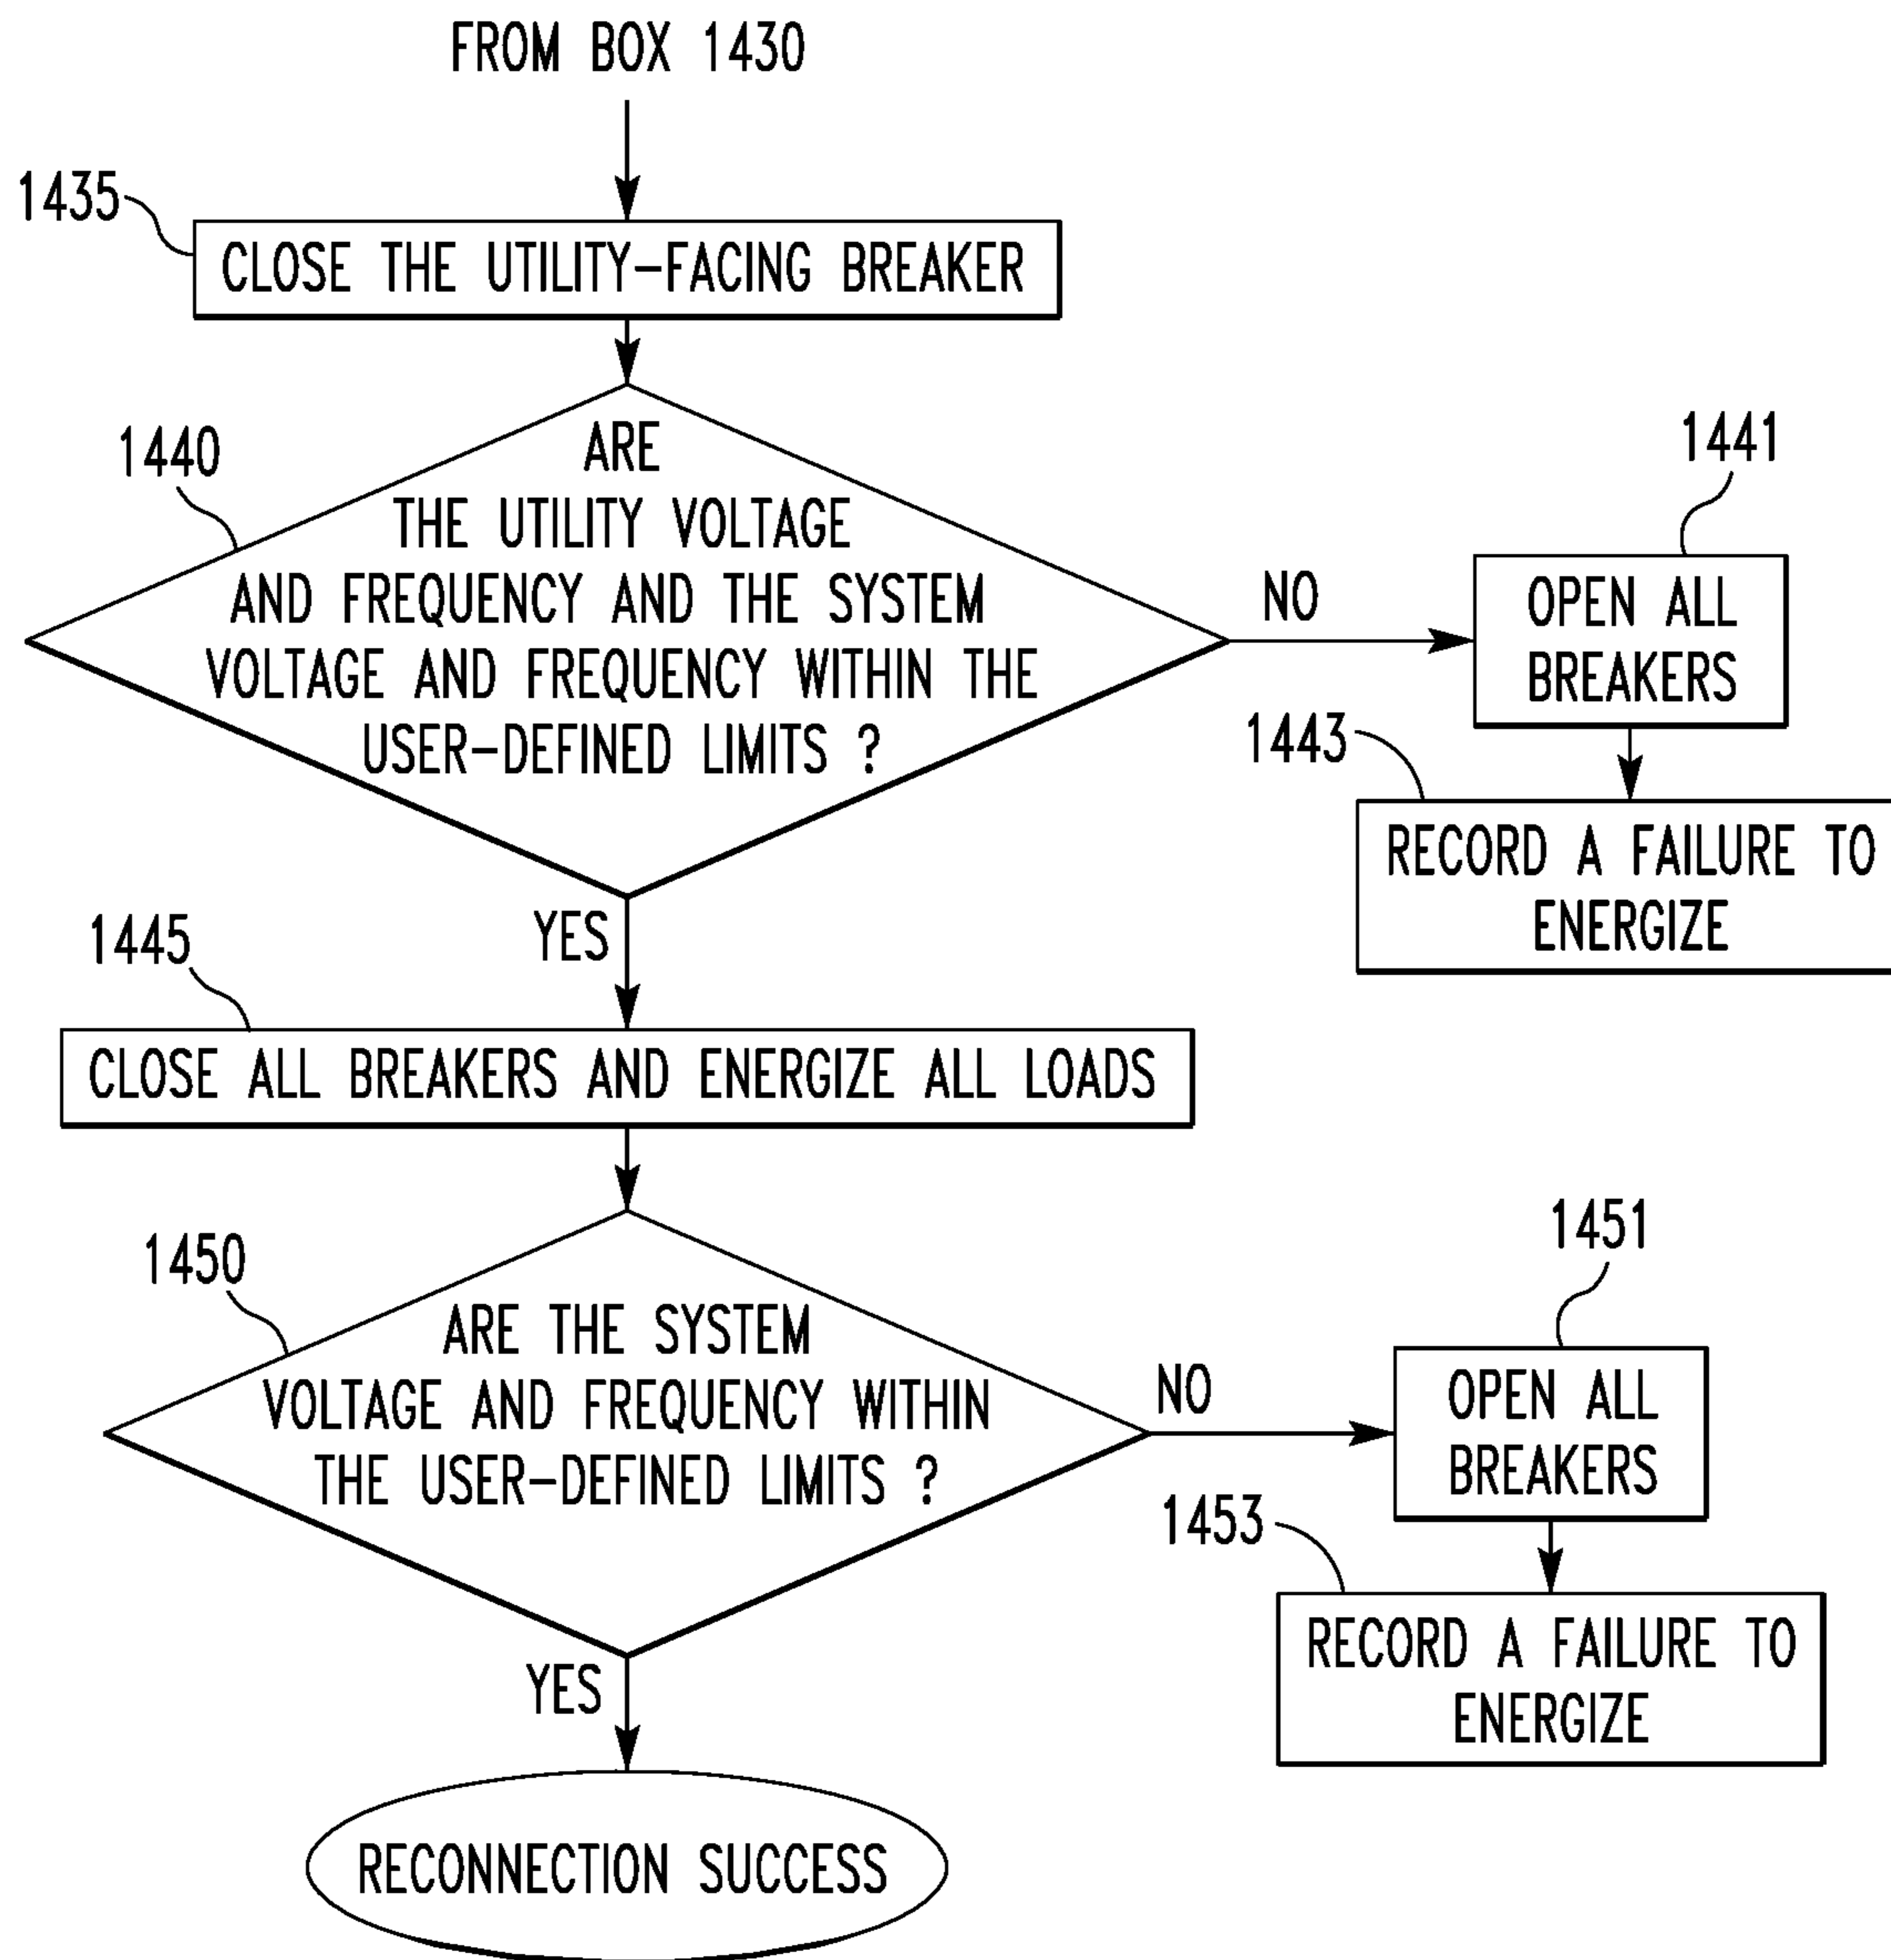 FROM BOX 1430
1435
CLOSE THE UTILITY-FACING BREAKER
1440
ARE
THE UTILITY VOLTAGE
AND FREQUENCY AND THE SYSTEM
VOLTAGE AND FREQUENCY WITHIN THE
USER-DEFINED LIMITS ?
NO
1441
OPEN ALL
BREAKERS
1443
RECORD A FAILURE TO
ENERGIZE
YES
1445
CLOSE ALL BREAKERS AND ENERGIZE ALL LOADS
1450
ARE THE SYSTEM
VOLTAGE AND FREQUENCY WITHIN
THE USER-DEFINED LIMITS ?
NO
1451
OPEN ALL
BREAKERS
1453
RECORD A FAILURE TO
ENERGIZE
YES
RECONNECTION SUCCESS